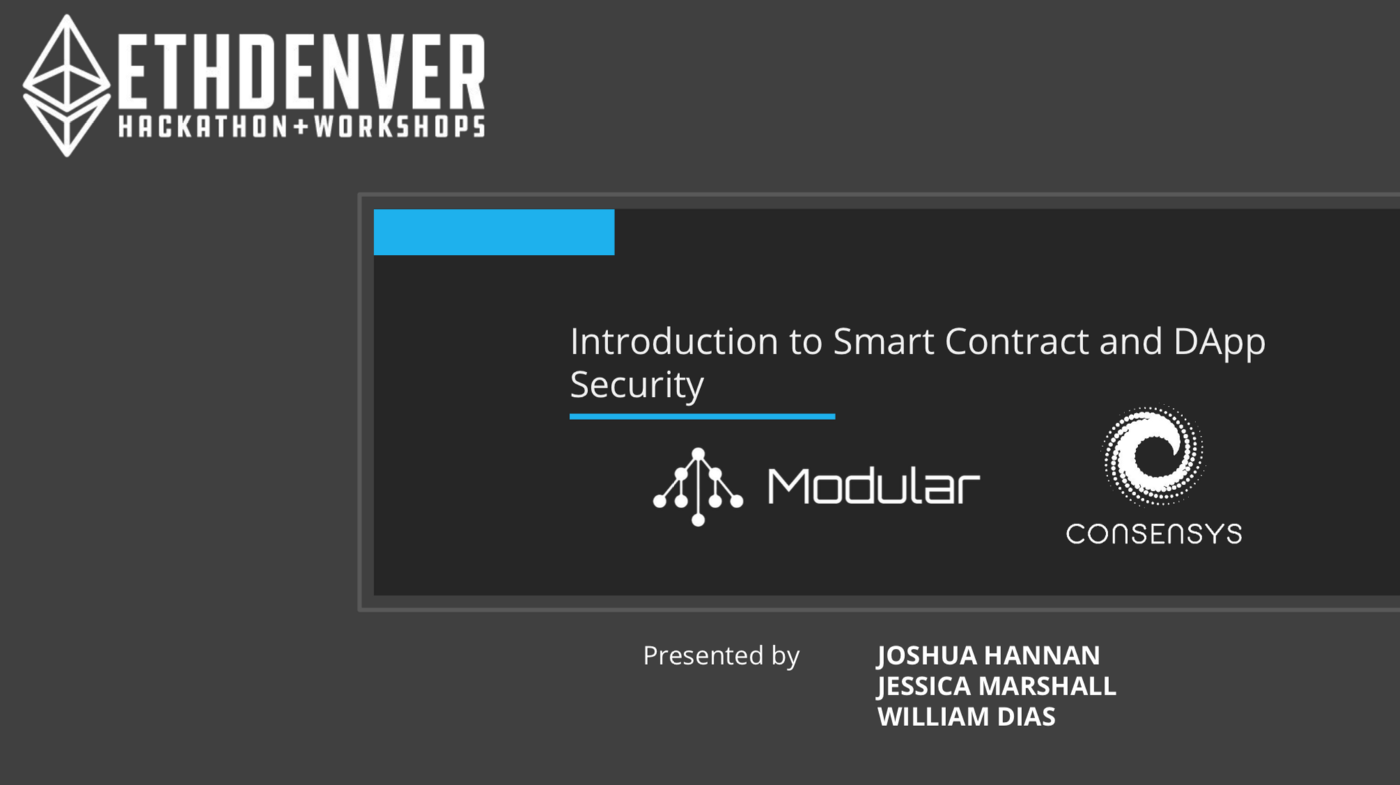 ETHDENVER
HACKATHON+WORKSHOPS
Introduction to Smart Contract and DApp
Security
Modular
CONSENSYS
Presented by
JOSHUA HANNAN
JESSICA MARSHALL
WILLIAM DIAS